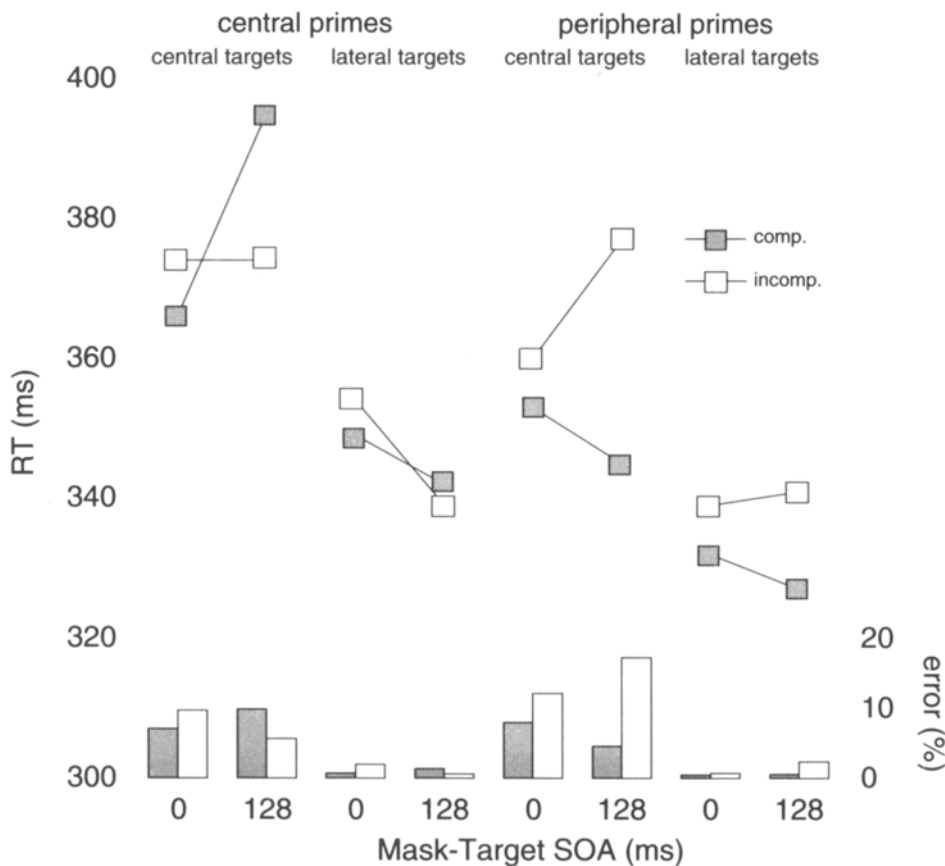 central primes peripheral primes
central targets lateral targets central targets lateral targets
400
380
comp.
incomp.
360
RT (ms)
340
320 20
error (%)
10
300 0
0 128 0 128 0 128 0 128
Mask-Target SOA (ms)